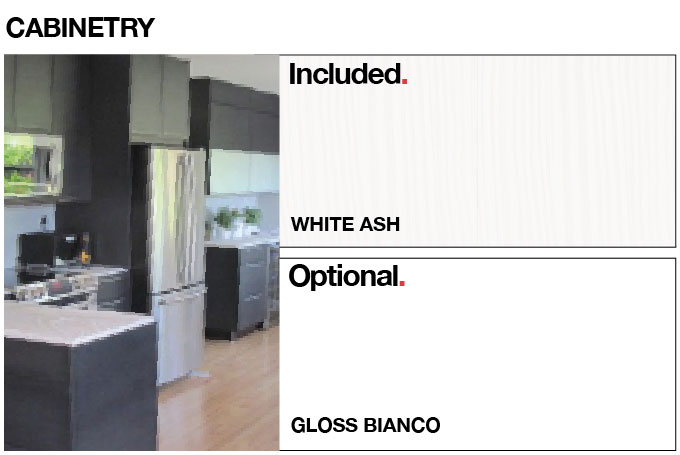 CABINETRY
Included.
WHITE ASH
Optional.
GLOSS BIANCO